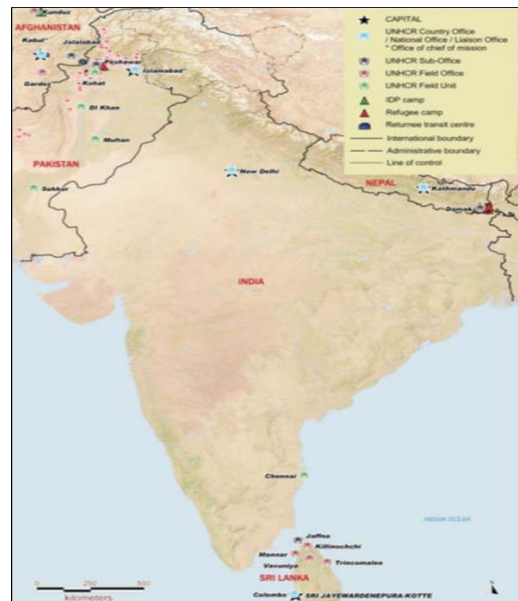 CAPITAL
UNHCR Country Office
/ National Office / Liaison Office
* Office of chief of mission
UNHCR Sub-Office
UNHCR Field Office
UNHCR Field Unit
IDP camp
Refugee camp
Returnee transit centre
International boundary
Administrative boundary
Line of control
Kunduz
AFGHANISTAN
Kabul*
Jalalabad
Peshawar
Islamabad*
Gardez
Kohat
DI Khan
Multan
PAKISTAN
Sukkur
New Delhi
NEPAL
Kathmandu
Damak
INDIA
Chennai
INDIAN OCEAN
Jaffna
Killinochchi
Mannar
Vavuniya
Trincomalee
SRI LANKA
Colombo
SRI JAYEWARDENEPURA-KOTTE
0 250 500
kilometers